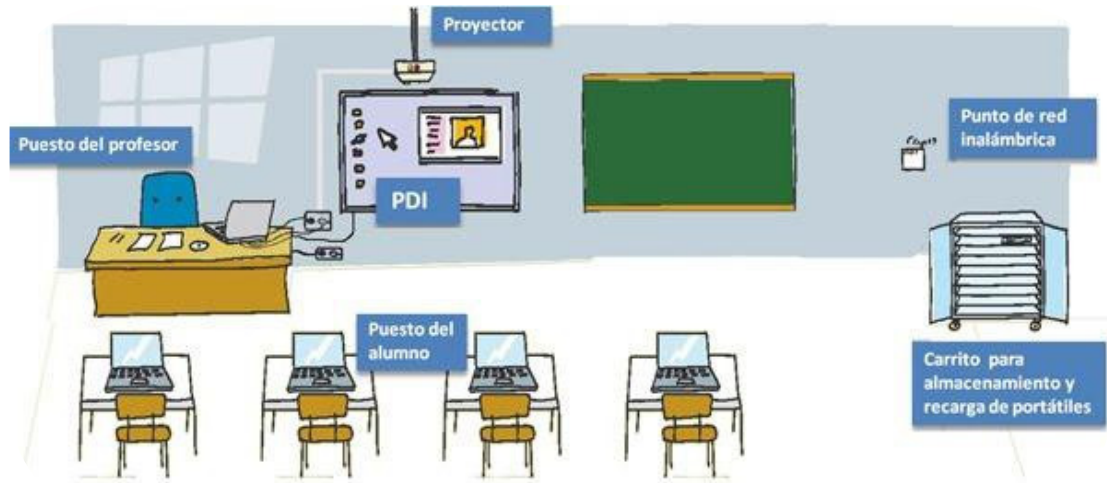 Proyector
Puesto del profesor
PDI
Punto de red
inalámbrica
Puesto del
alumno
Carrito para
almacenamiento y
recarga de portátiles